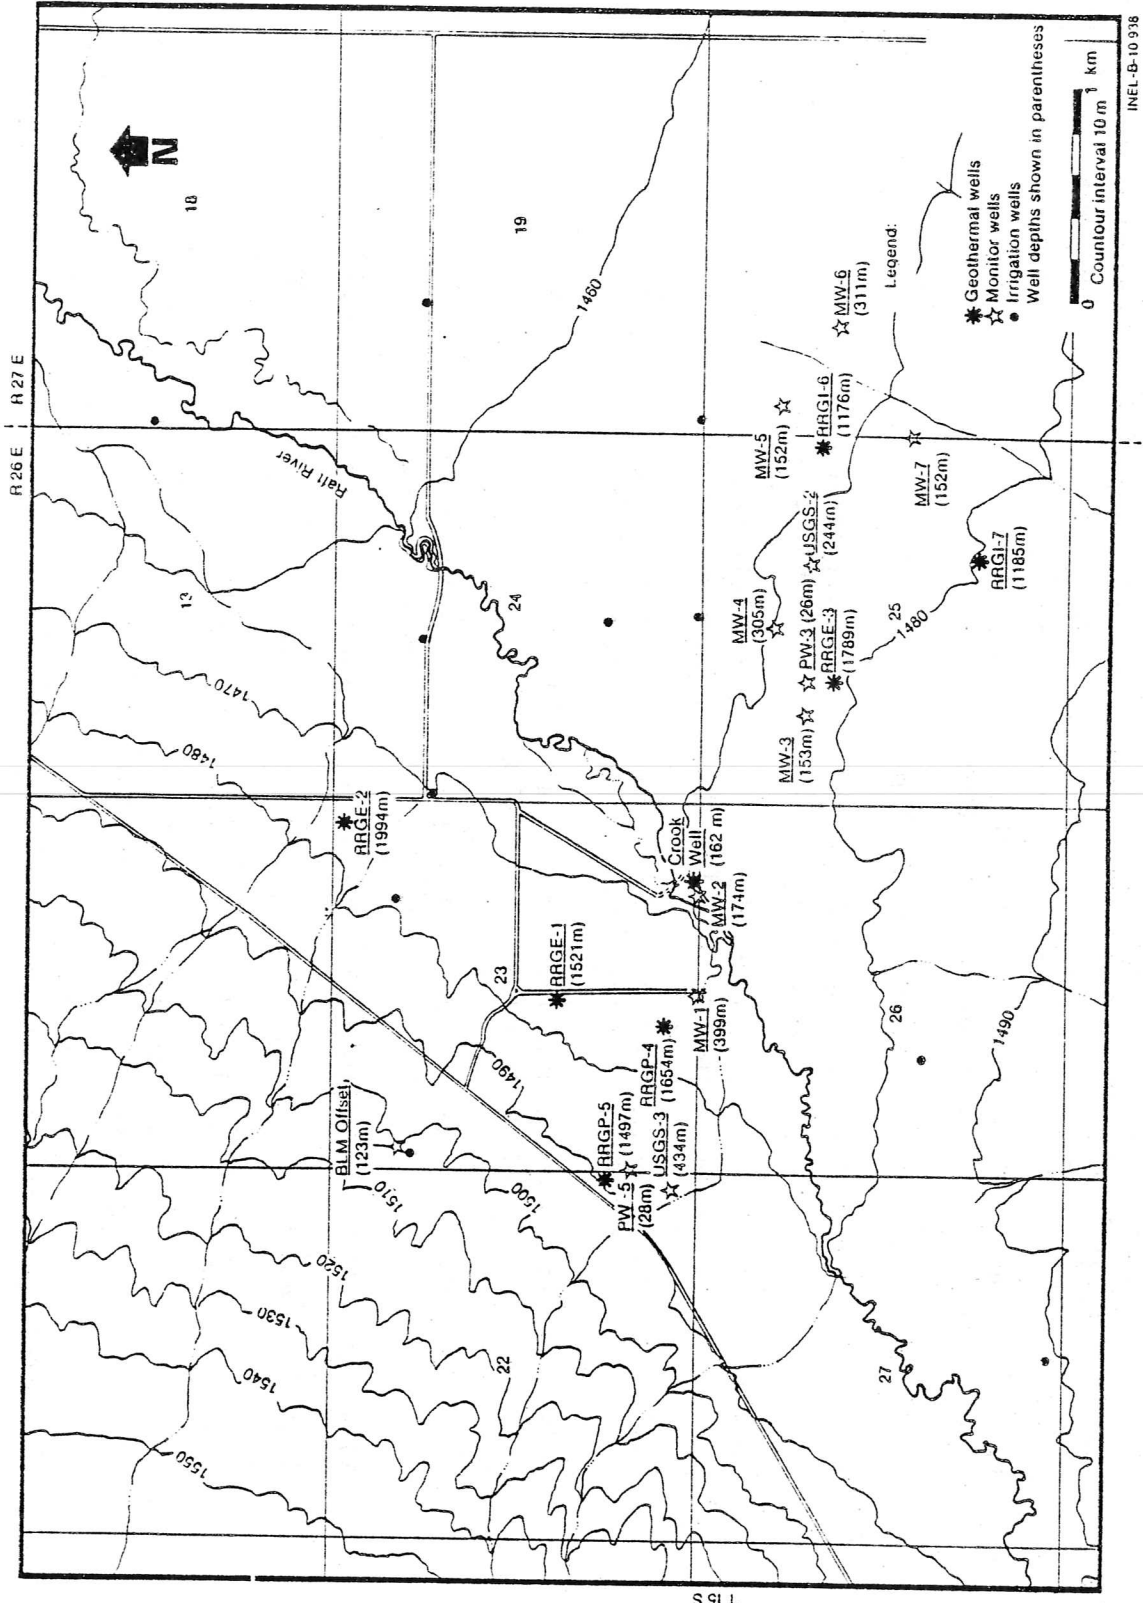 R 26 E
R 27 E
N
18
19
13
24
Raft River
1460
1470
1480
RRGE-2
(1994m)
23
RRGE-1
(1521m)
1490
BLM Offset
(123m)
1510
1500
1520
1530
1540
1550
22
RRGP-5
(1497m)
PW-5
(28m)
USGS-3
(434m)
RRGP-4
(1654m)
MW-1
(399m)
Crook
Well
(162 m)
MW-2
(174m)
MW-3
(153m)
MW-4
(305m)
PW-3 (26m)
RRGE-3
(1789m)
USGS-2
(244m)
MW-5
(152m)
RRGI-6
(1176m)
MW-6
(311m)
MW-7
(152m)
RRGI-7
(1185m)
25
1480
26
1490
27
T 15 S
Legend:
Geothermal wells
Monitor wells
Irrigation wells
Well depths shown in parentheses
0 1 km
Countour interval 10 m
INEL-B-10 938